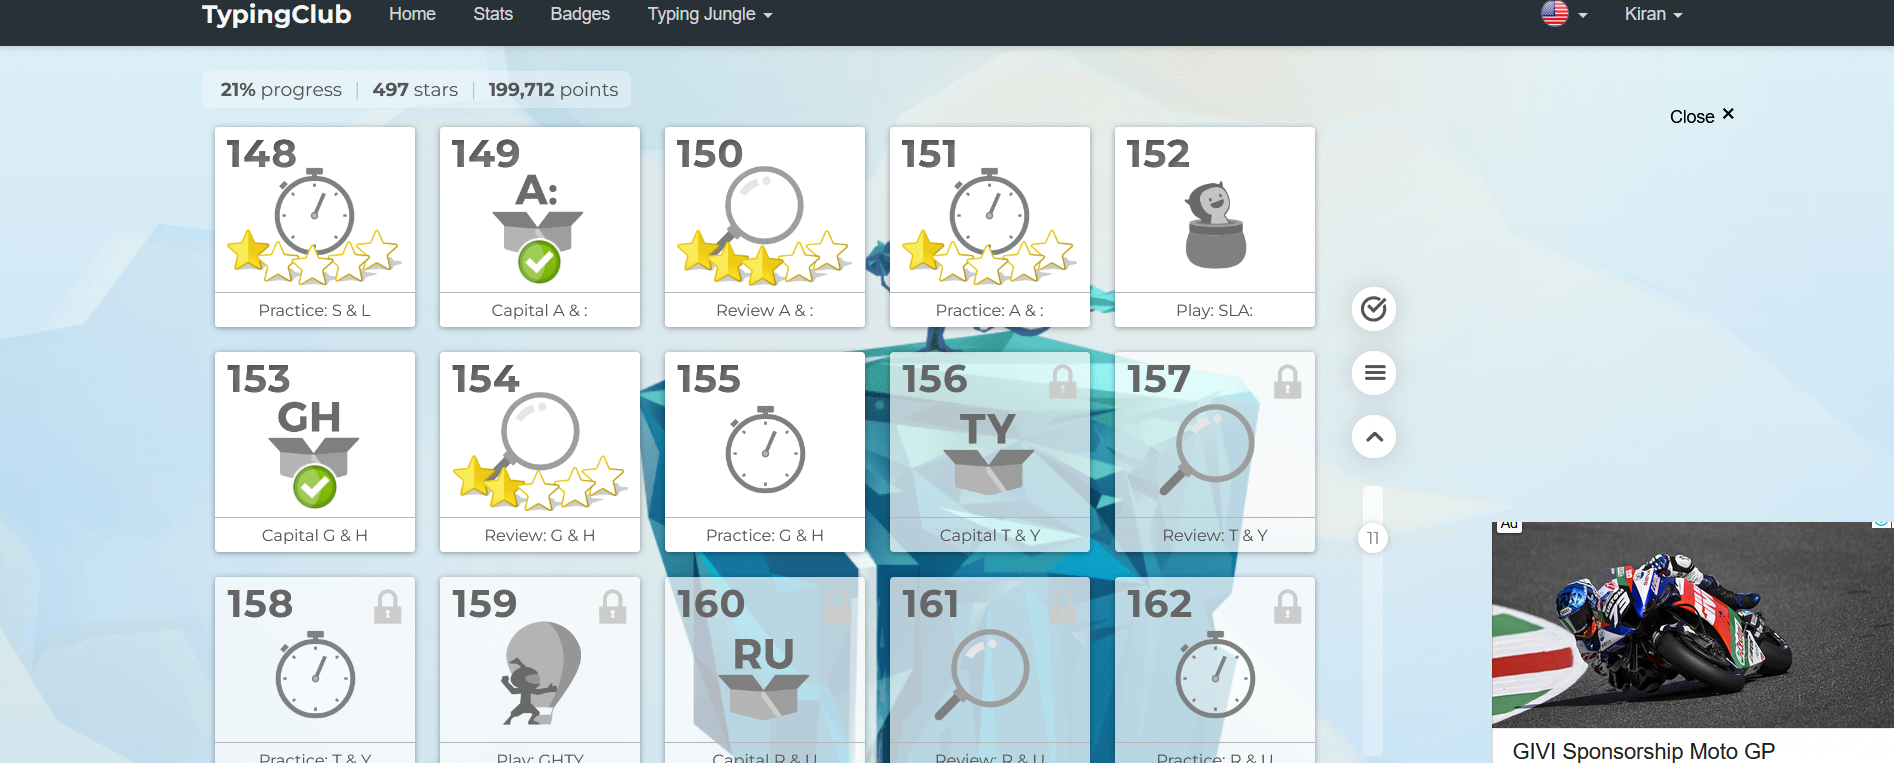 TypingClub Home Stats Badges Typing Jungle Kiran
21% progress | 497 stars | 199,712 points
Close ×
148 149 150 151 152
A:
Practice: S & L Capital A & : Review A & : Practice: A & : Play: SLA:
153 154 155 156 157
GH TY
Capital G & H Review: G & H Practice: G & H Capital T & Y Review: T & Y
11
Ad
158 159 160 161 162
RU
Practice: T & Y Play: GHTY Capital R & U Review: R & U Practice: R & U
GIVI Sponsorship Moto GP